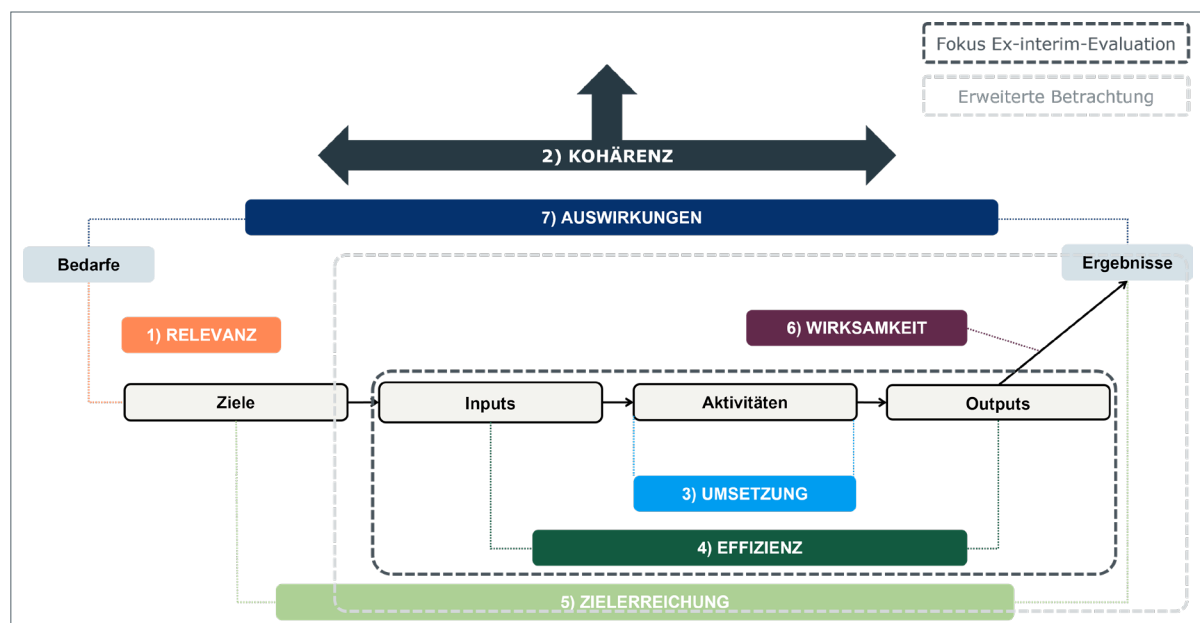 Fokus Ex-interim-Evaluation
Erweiterte Betrachtung
2) KOHÄRENZ
7) AUSWIRKUNGEN
Bedarfe
Ergebnisse
1) RELEVANZ
6) WIRKSAMKEIT
Ziele
Inputs
Aktivitäten
Outputs
3) UMSETZUNG
4) EFFIZIENZ
5) ZIELERREICHUNG